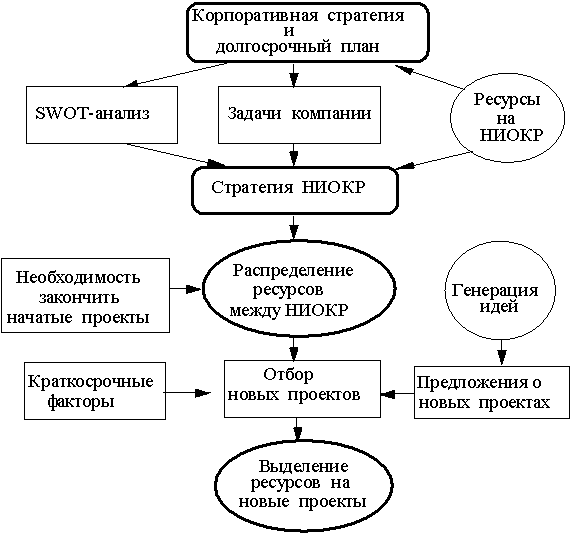 Корпоративная стратегия
и
долгосрочный план
SWOT-анализ
Задачи компании
Ресурсы
на
НИОКР
Стратегия НИОКР
Необходимость
закончить
начатые проекты
Распределение
ресурсов
между НИОКР
Генерация
идей
Краткосрочные
факторы
Отбор
новых проектов
Предложения о
новых проектах
Выделение
ресурсов на
новые проекты